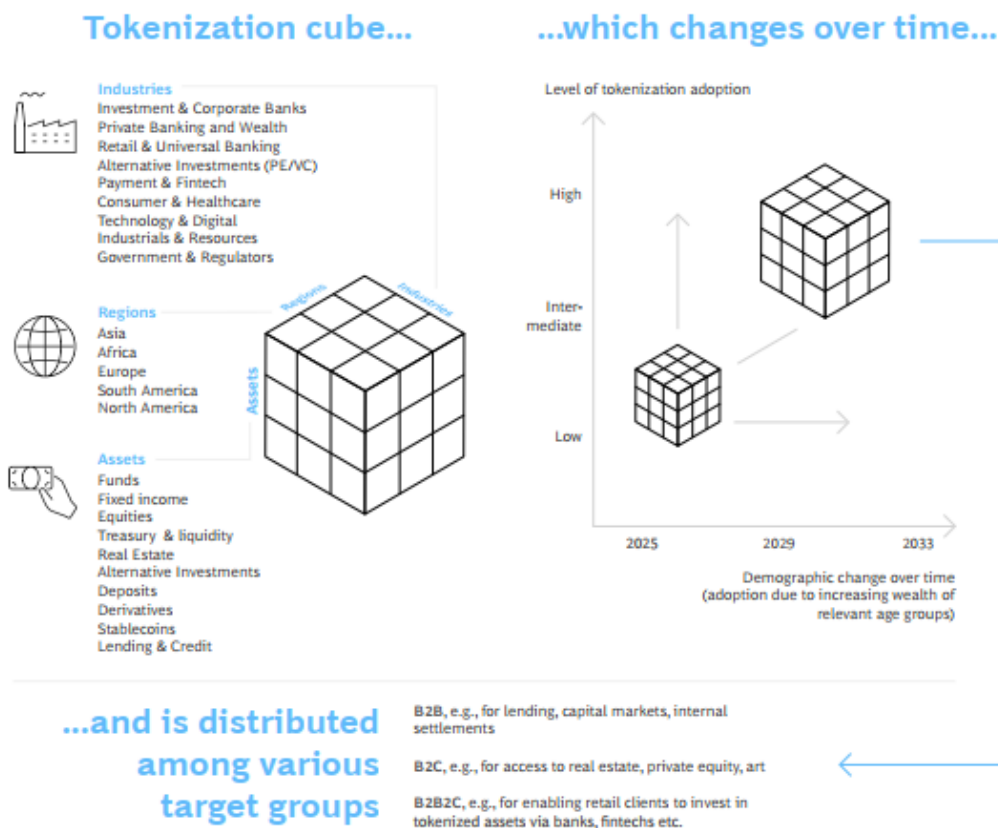 Tokenization cube...
Industries
Investment & Corporate Banks
Private Banking and Wealth
Retail & Universal Banking
Alternative Investments (PE/VC)
Payment & Fintech
Consumer & Healthcare
Technology & Digital
Industrials & Resources
Government & Regulators
Regions
Asia
Africa
Europe
South America
North America
Assets
Funds
Fixed income
Equities
Treasury & liquidity
Real Estate
Alternative Investments
Deposits
Derivatives
Stablecoins
Lending & Credit
Regions
Industries
Assets
...which changes over time...
Level of tokenization adoption
High
Inter-
mediate
Low
2025
2029
2033
Demographic change over time
(adoption due to increasing wealth of
relevant age groups)
...and is distributed
among various
target groups
B2B, e.g., for lending, capital markets, internal
settlements
B2C, e.g., for access to real estate, private equity, art
B2B2C, e.g., for enabling retail clients to invest in
tokenized assets via banks, fintechs etc.